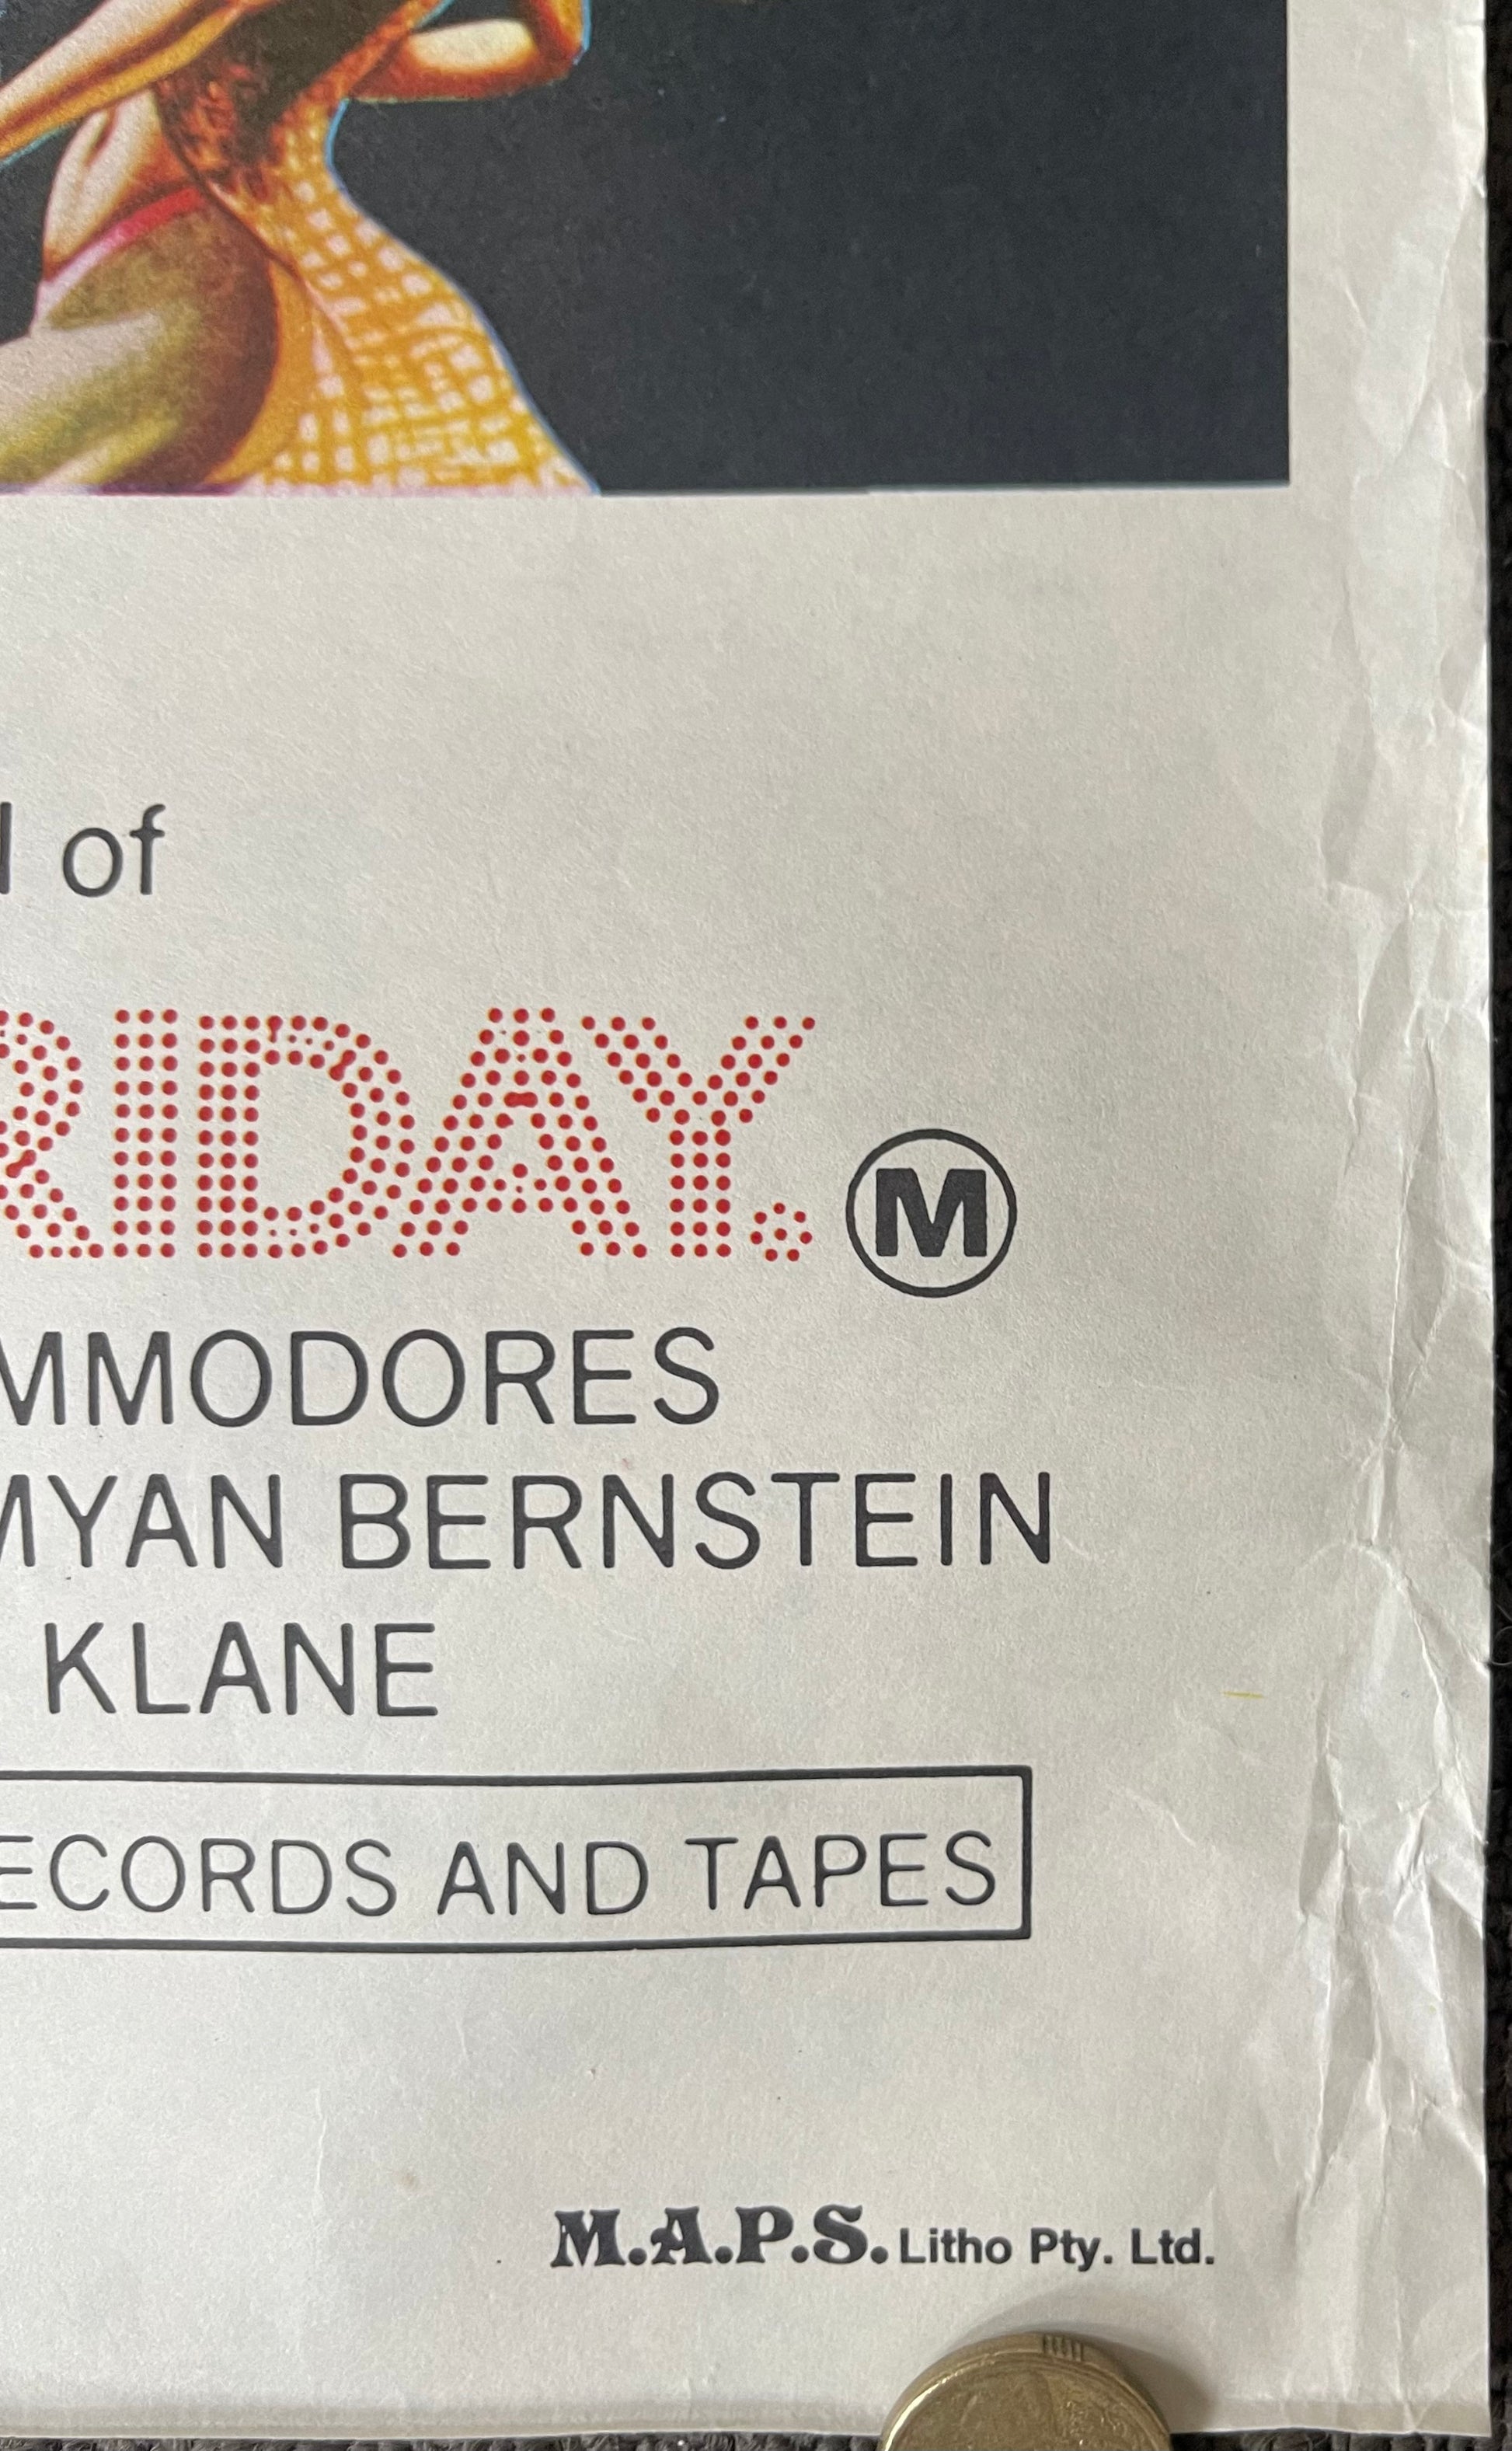 of
RIDAY. M
MMODORES
MYAN BERNSTEIN
KLANE
ECORDS AND TAPES
M.A.P.S. Litho Pty. Ltd.